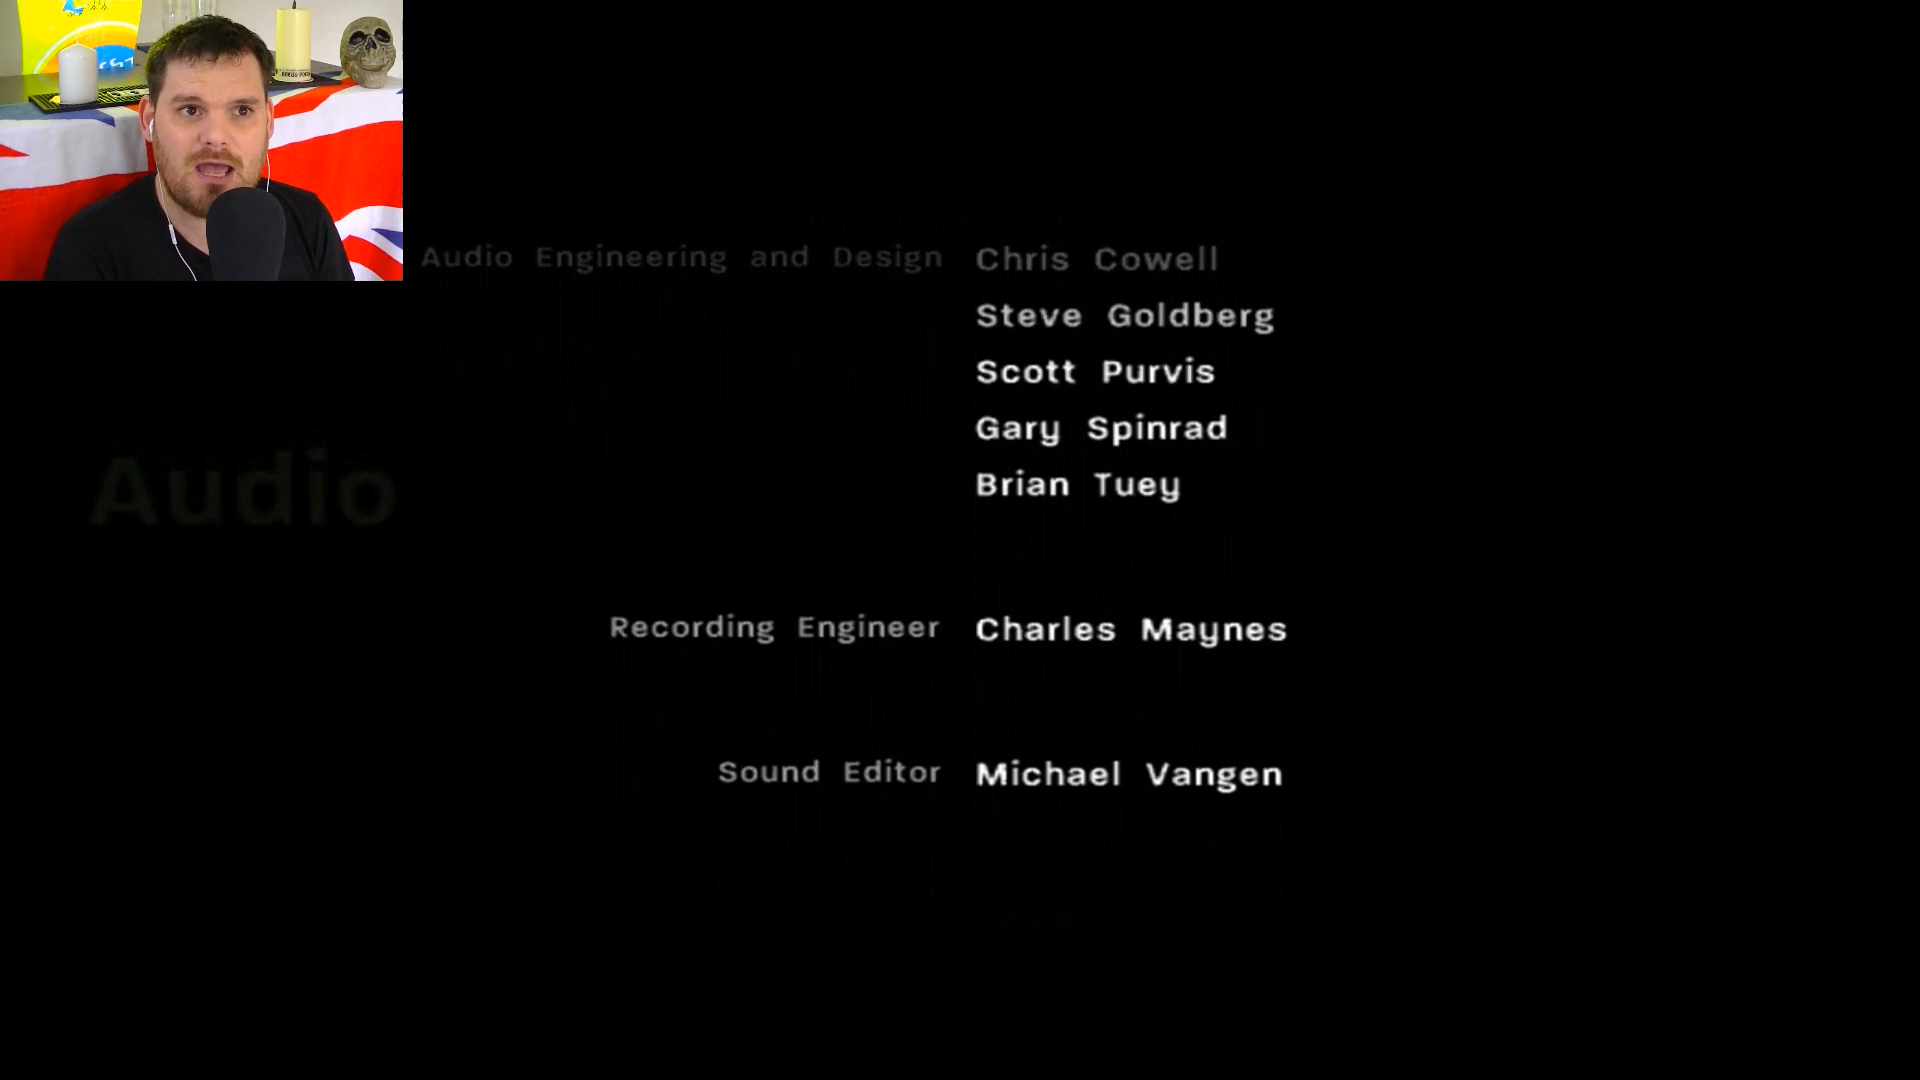 Audio Engineering and Design Chris Cowell
Steve Goldberg
Scott Purvis
Gary Spinrad
Brian Tuey
Audio
Recording Engineer Charles Maynes
Sound Editor Michael Vangen